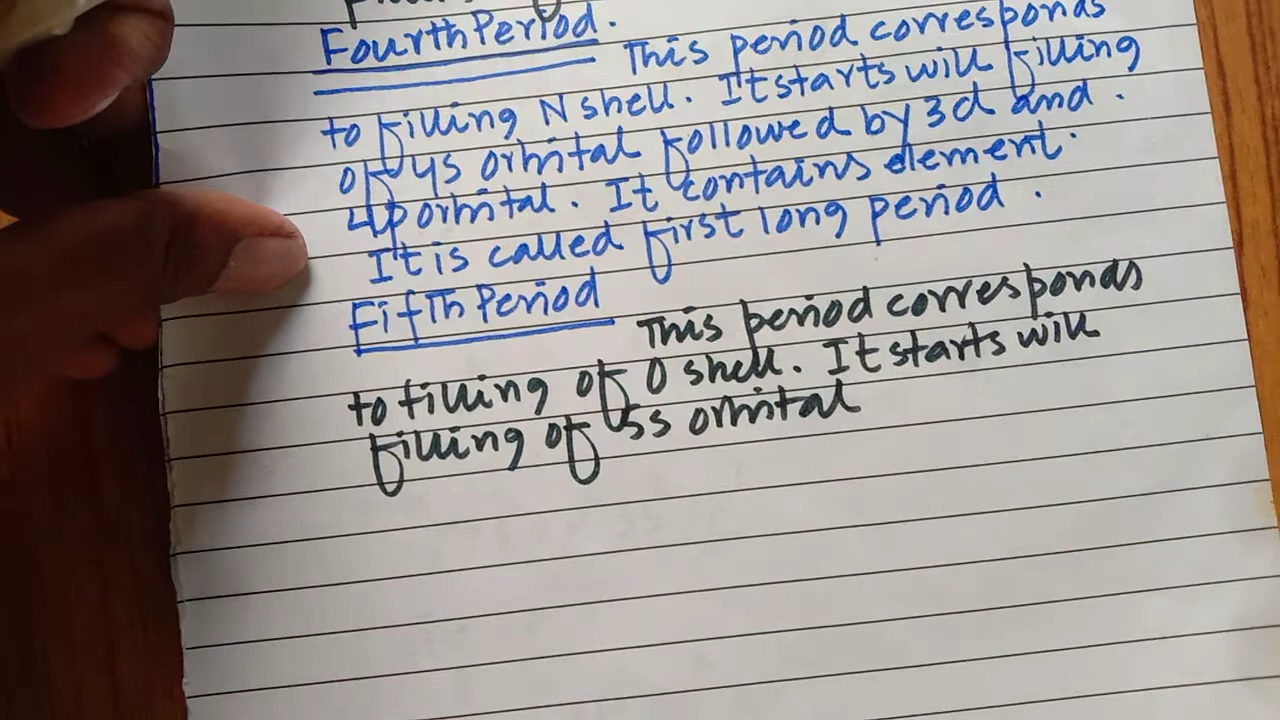 Fourth Period.
This period corresponds
to filling N shell. It starts will filling
of 4s orbital followed by 3d and.
4p orbital. It contains element.
It is called first long period.
Fifth Period
This period corresponds
to filling of O shell. It starts will
filling of 5s orbital